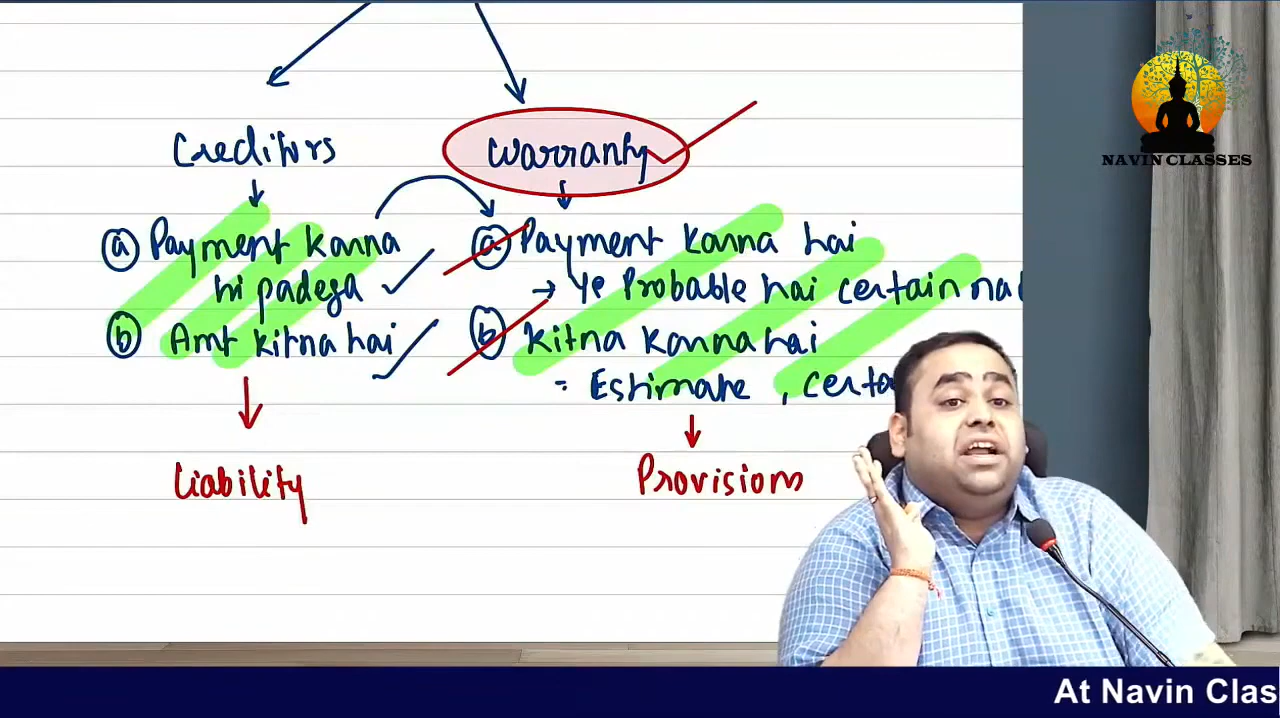 NAVIN CLASSES
Creditors
warranty
(a) Payment karna
hi padega
(b) Amt kitna hai
Liability
(a) Payment karna hai
→ Ye Probable hai certain
(b) Kitna karna hai
= Estimate ,
Provision
At Navin Clas